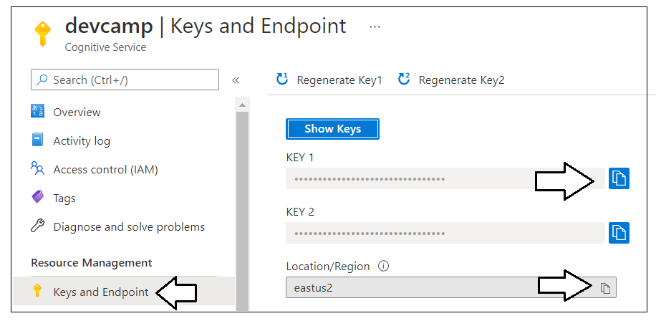 devcamp | Keys and Endpoint ...
Cognitive Service
Search (Ctrl+/)
«
Overview
Activity log
Access control (IAM)
Tags
Diagnose and solve problems
Resource Management
Keys and Endpoint
Regenerate Key1 Regenerate Key2
Show Keys
KEY 1
•••••••••••••••••••••••••••••••
KEY 2
•••••••••••••••••••••••••••••••
Location/Region
eastus2